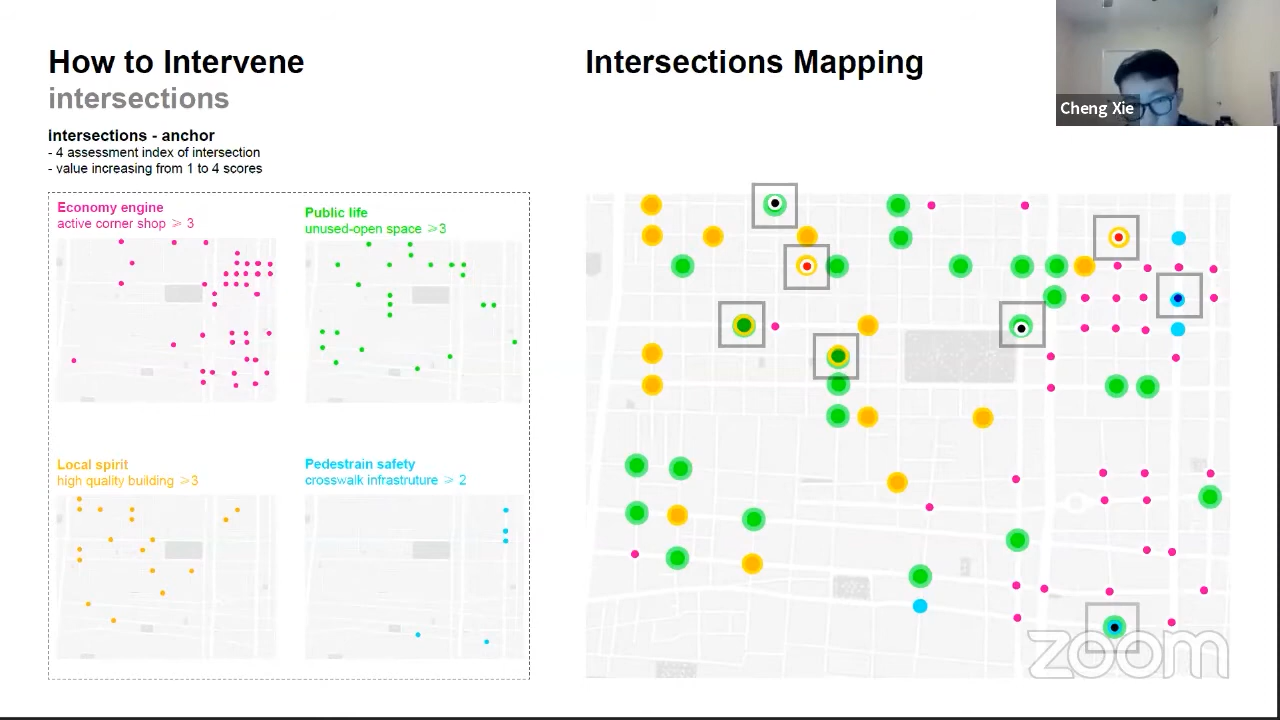 How to Intervene
intersections
intersections - anchor
- 4 assessment index of intersection
- value increasing from 1 to 4 scores
Economy engine
active corner shop ⩾ 3
Public life
unused-open space ⩾3
Local spirit
high quality building ⩾3
Pedestrain safety
crosswalk infrastruture ⩾ 2
Intersections Mapping
Cheng Xie
zoom